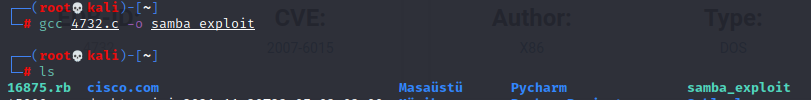 CVE: Author: Type:
┌──(root💀kali)-[~]
└─# gcc 4732.c -o samba_exploit
2007-6015 DOS
┌──(root💀kali)-[~]
└─# ls
16875.rb cisco.com Masaüstü Pycharm samba_exploit